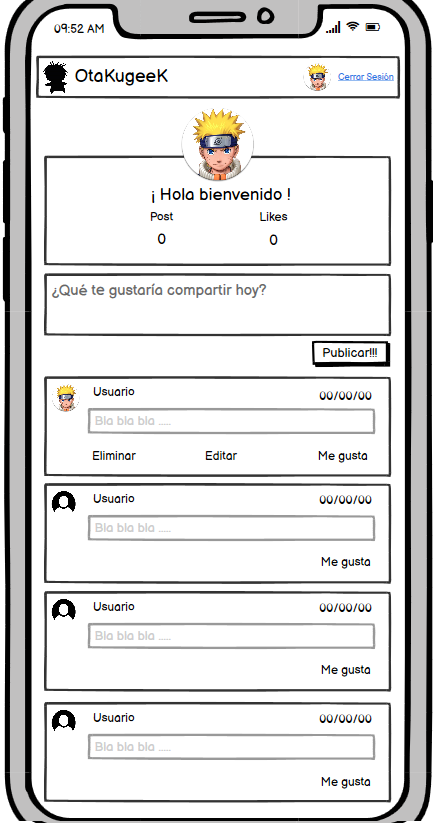 09:52 AM
OtaKugeeK
Cerrar Sesión
¡ Hola bienvenido !
Post Likes
0 0
¿Qué te gustaría compartir hoy?
Publicar!!!
Usuario 00/00/00
Bla bla bla .....
Eliminar Editar Me gusta
Usuario 00/00/00
Bla bla bla .....
Me gusta
Usuario 00/00/00
Bla bla bla .....
Me gusta
Usuario 00/00/00
Bla bla bla .....
Me gusta